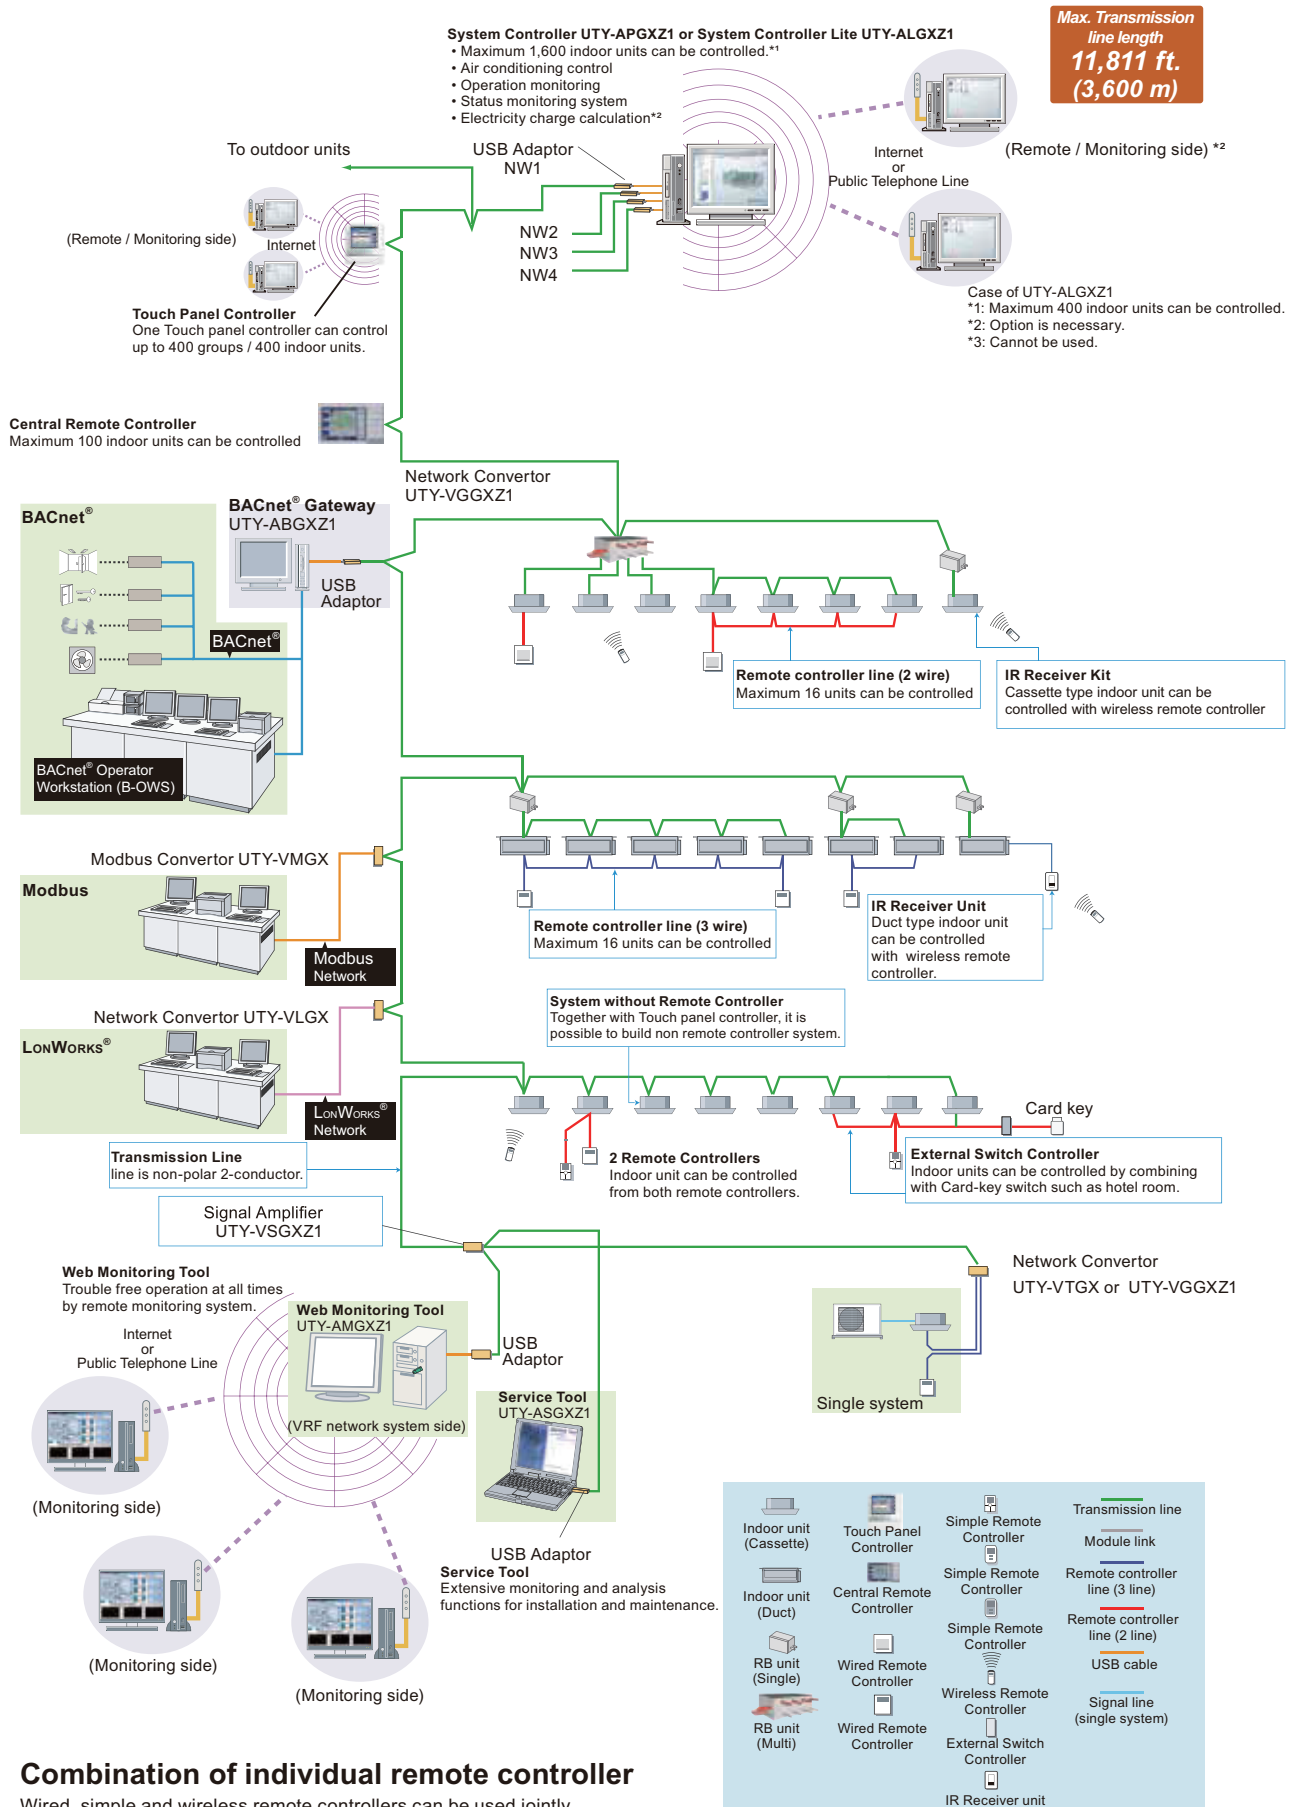 Max. Transmission
line length
11,811 ft.
(3,600 m)
System Controller UTY-APGXZ1 or System Controller Lite UTY-ALGXZ1
• Maximum 1,600 indoor units can be controlled.*¹
• Air conditioning control
• Operation monitoring
• Status monitoring system
• Electricity charge calculation*²
To outdoor units
USB Adaptor
NW1
NW2
NW3
NW4
Internet
or
Public Telephone Line
(Remote / Monitoring side) *²
(Remote / Monitoring side)
Internet
Touch Panel Controller
One Touch panel controller can control
up to 400 groups / 400 indoor units.
Case of UTY-ALGXZ1
*1: Maximum 400 indoor units can be controlled.
*2: Option is necessary.
*3: Cannot be used.
Central Remote Controller
Maximum 100 indoor units can be controlled
Network Convertor
UTY-VGGXZ1
BACnet®
BACnet® Gateway
UTY-ABGXZ1
USB
Adaptor
BACnet®
BACnet® Operator
Workstation (B-OWS)
Remote controller line (2 wire)
Maximum 16 units can be controlled
IR Receiver Kit
Cassette type indoor unit can be
controlled with wireless remote controller
Modbus Convertor UTY-VMGX
Modbus
Modbus
Network
Remote controller line (3 wire)
Maximum 16 units can be controlled
IR Receiver Unit
Duct type indoor unit
can be controlled
with wireless remote
controller.
Network Convertor UTY-VLGX
LONWORKS®
LONWORKS®
Network
System without Remote Controller
Together with Touch panel controller, it is
possible to build non remote controller system.
Card key
Transmission Line
line is non-polar 2-conductor.
2 Remote Controllers
Indoor unit can be controlled
from both remote controllers.
External Switch Controller
Indoor units can be controlled by combining
with Card-key switch such as hotel room.
Signal Amplifier
UTY-VSGXZ1
Network Convertor
UTY-VTGX or UTY-VGGXZ1
Web Monitoring Tool
Trouble free operation at all times
by remote monitoring system.
Internet
or
Public Telephone Line
Web Monitoring Tool
UTY-AMGXZ1
(VRF network system side)
USB
Adaptor
Service Tool
UTY-ASGXZ1
Single system
(Monitoring side)
(Monitoring side)
(Monitoring side)
USB Adaptor
Service Tool
Extensive monitoring and analysis
functions for installation and maintenance.
Indoor unit
(Cassette)
Indoor unit
(Duct)
RB unit
(Single)
RB unit
(Multi)
Touch Panel
Controller
Central Remote
Controller
Wired Remote
Controller
Wired Remote
Controller
Simple Remote
Controller
Simple Remote
Controller
Simple Remote
Controller
Wireless Remote
Controller
External Switch
Controller
IR Receiver unit
Transmission line
Module link
Remote controller
line (3 line)
Remote controller
line (2 line)
USB cable
Signal line
(single system)
Combination of individual remote controller
Wired, simple and wireless remote controllers can be used jointly